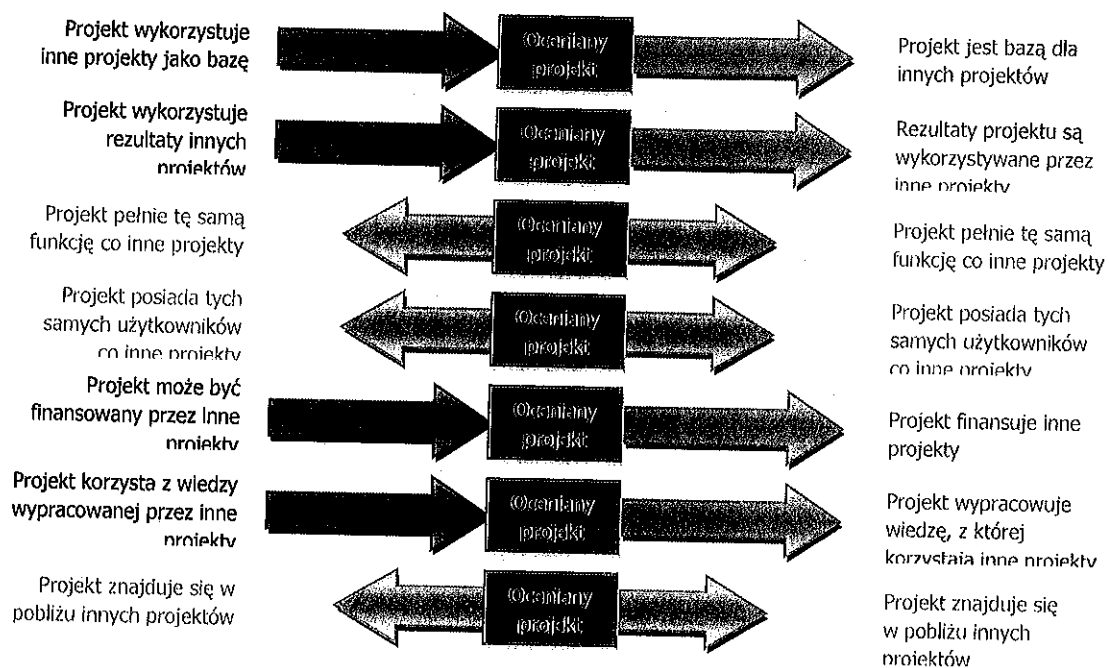 Projekt wykorzystuje
inne projekty jako bazę
Oceniany
projekt
Projekt jest bazą dla
innych projektów
Projekt wykorzystuje
rezultaty innych
projektów
Oceniany
projekt
Rezultaty projektu są
wykorzystywane przez
inne projekty
Projekt pełnie tę samą
funkcję co inne projekty
Oceniany
projekt
Projekt pełnie tę samą
funkcję co inne projekty
Projekt posiada tych
samych użytkowników
co inne projekty
Oceniany
projekt
Projekt posiada tych
samych użytkowników
co inne projekty
Projekt może być
finansowany przez inne
projekty
Oceniany
projekt
Projekt finansuje inne
projekty
Projekt korzysta z wiedzy
wypracowanej przez inne
projekty
Oceniany
projekt
Projekt wypracowuje
wiedzę, z której
korzystają inne projekty
Projekt znajduje się w
pobliżu innych projektów
Oceniany
projekt
Projekt znajduje się
w pobliżu innych
projektów